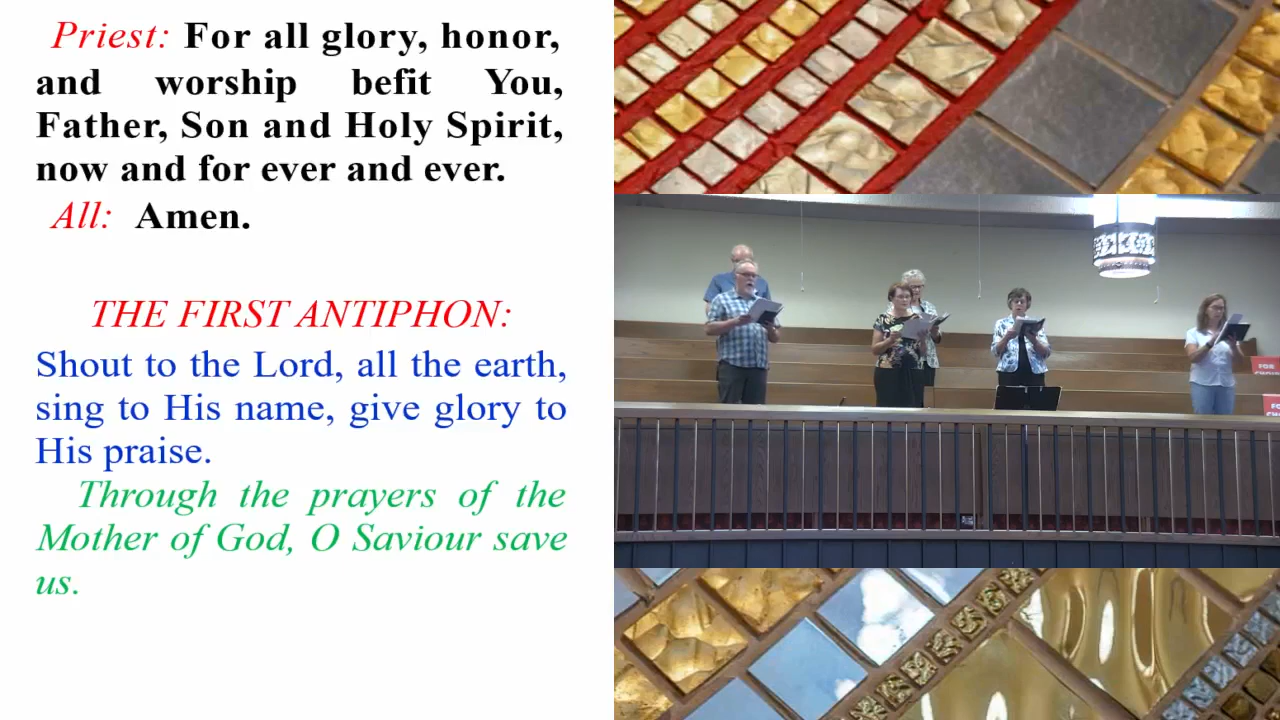 Priest: For all glory, honor,
and worship befit You,
Father, Son and Holy Spirit,
now and for ever and ever.
All: Amen.
THE FIRST ANTIPHON:
Shout to the Lord, all the earth,
sing to His name, give glory to
His praise.
Through the prayers of the
Mother of God, O Saviour save
us.
FOR